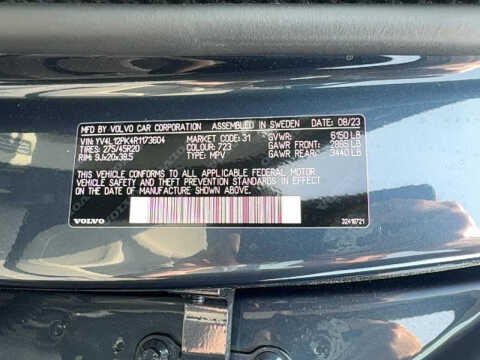 MFD BY VOLVO CAR CORPORATION ASSEMBLED IN SWEDEN 08/23
VIN: YV4L12PK4R1173604 MARKET CODE: 31 GVWR: 6150 LB
TIRES: 275/45R20 COLOUR: 723 GAWR FRONT: 2885 LB
RIM: 9Jx20x38.5 TYPE: MPV GAWR REAR: 3440 LB
THIS VEHICLE CONFORMS TO ALL APPLICABLE FEDERAL MOTOR
VEHICLE SAFETY AND THEFT PREVENTION STANDARDS IN EFFECT ON
THE DATE OF MANUFACTURE SHOWN ABOVE.
VOLVO 32416721